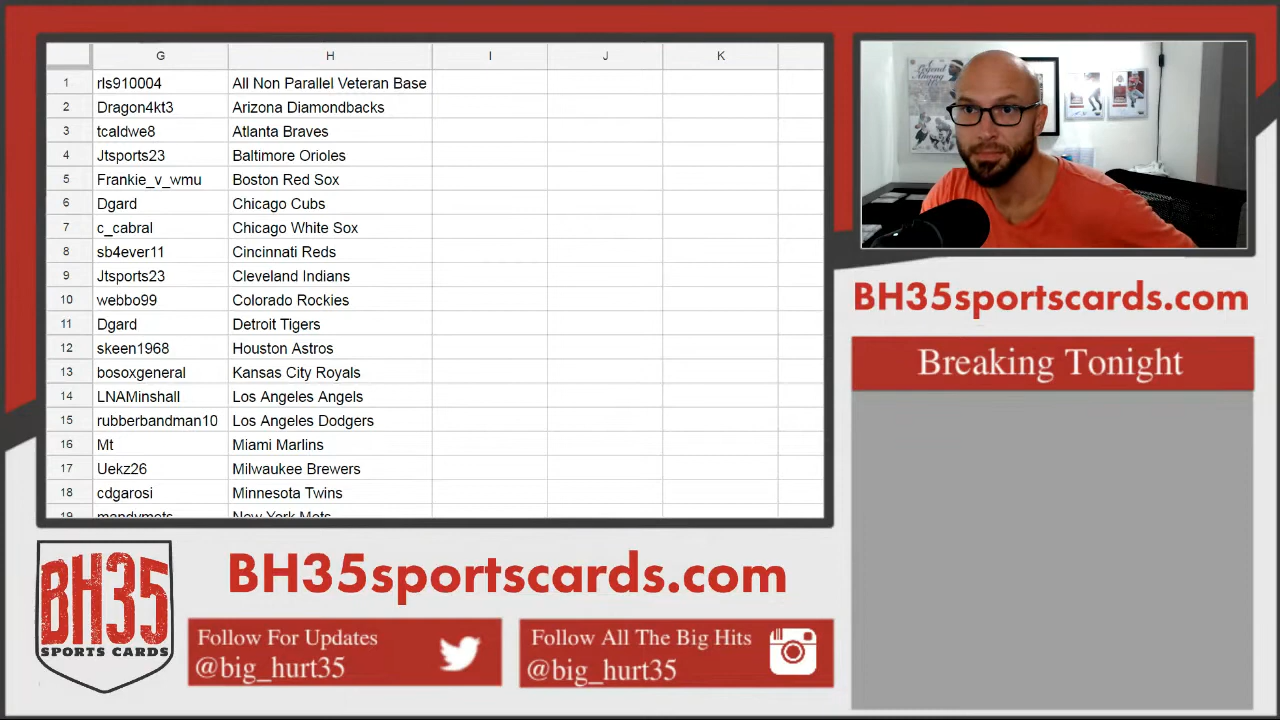 G H I J K
1 rls910004 All Non Parallel Veteran Base
2 Dragon4kt3 Arizona Diamondbacks
3 tcaldwe8 Atlanta Braves
4 Jtsports23 Baltimore Orioles
5 Frankie_v_wmu Boston Red Sox
6 Dgard Chicago Cubs
7 c_cabral Chicago White Sox
8 sb4ever11 Cincinnati Reds
9 Jtsports23 Cleveland Indians
10 webbo99 Colorado Rockies
11 Dgard Detroit Tigers
12 skeen1968 Houston Astros
13 bosoxgeneral Kansas City Royals
14 LNAMinshall Los Angeles Angels
15 rubberbandman10 Los Angeles Dodgers
16 Mt Miami Marlins
17 Uekz26 Milwaukee Brewers
18 cdgarosi Minnesota Twins
19 mandymets New York Mets
BH35sportscards.com
Breaking Tonight
BH35
SPORTS CARDS
BH35sportscards.com
Follow For Updates
@big_hurt35
Follow All The Big Hits
@big_hurt35